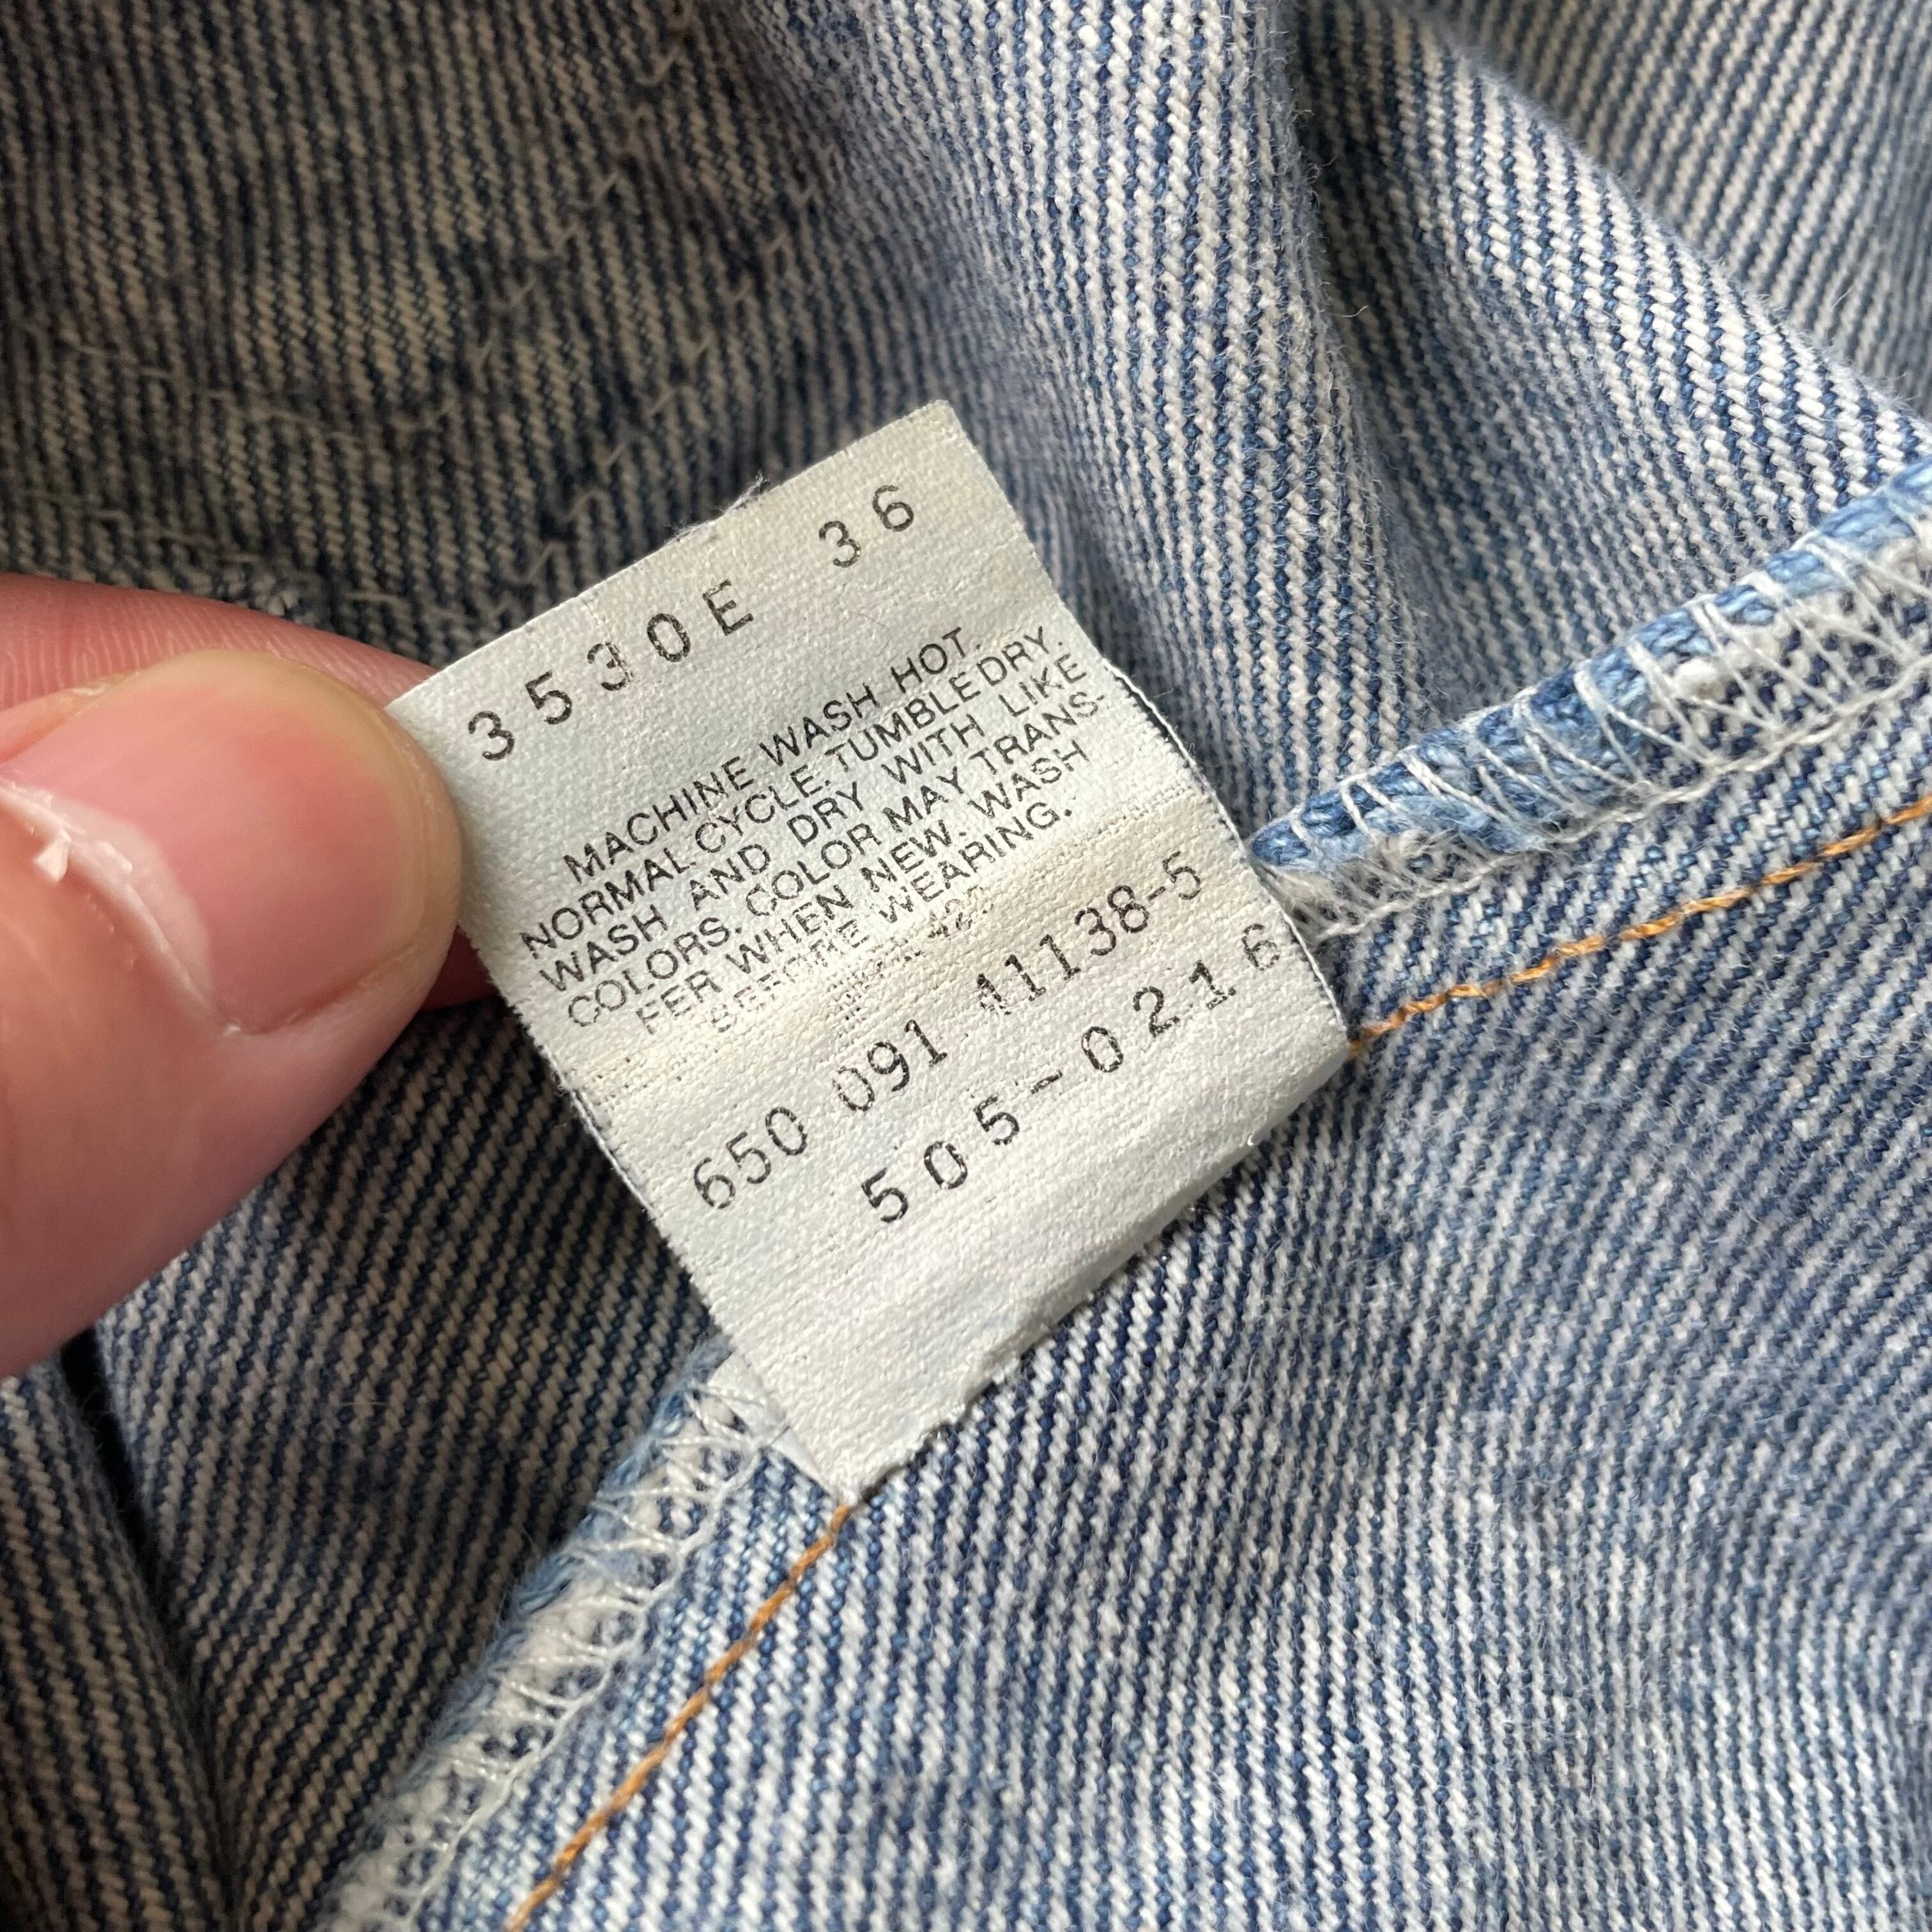 3530E 36
MACHINE WASH HOT.
NORMAL CYCLE. TUMBLE DRY.
WASH AND DRY WITH LIKE
COLORS. COLOR MAY TRANS-
FER WHEN NEW. WASH
BEFORE WEARING.
650 091 41138-5
505-0216